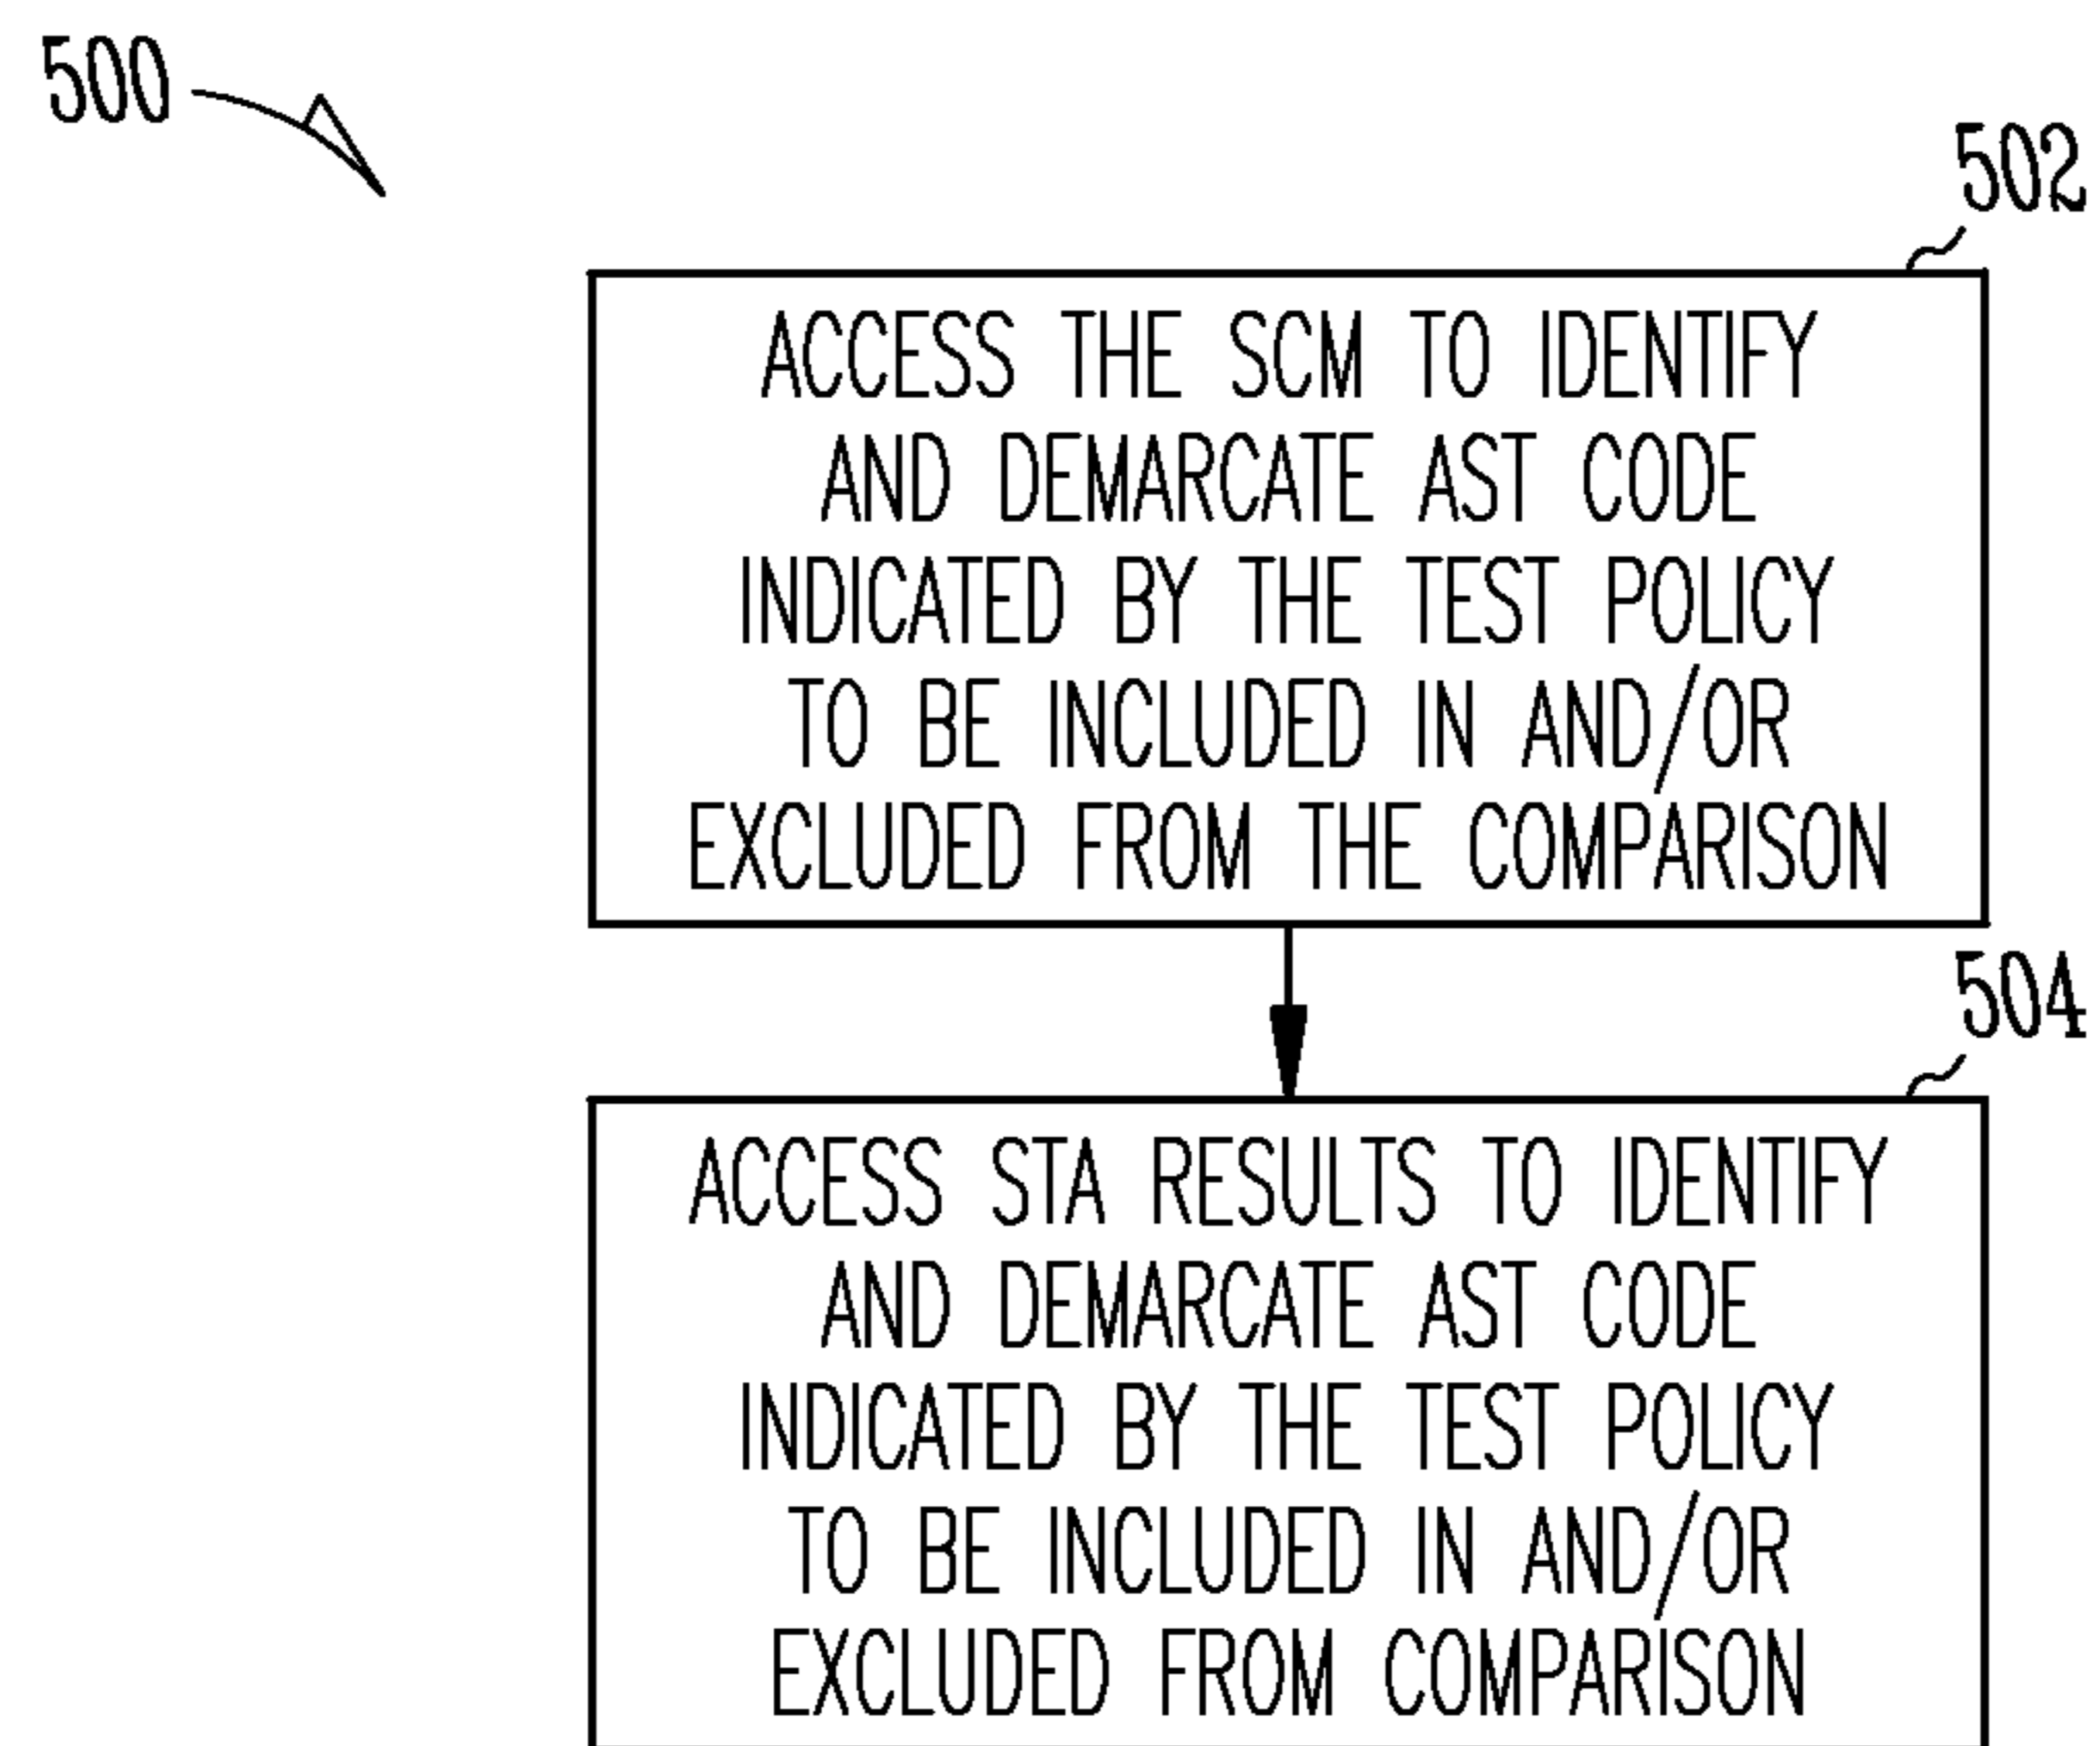 500
502
ACCESS THE SCM TO IDENTIFY
AND DEMARCATE AST CODE
INDICATED BY THE TEST POLICY
TO BE INCLUDED IN AND/OR
EXCLUDED FROM THE COMPARISON
504
ACCESS STA RESULTS TO IDENTIFY
AND DEMARCATE AST CODE
INDICATED BY THE TEST POLICY
TO BE INCLUDED IN AND/OR
EXCLUDED FROM COMPARISON